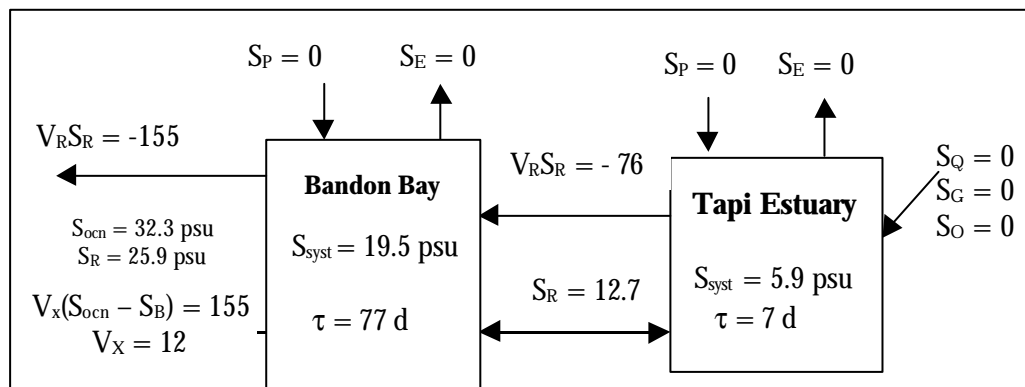 S_P = 0
S_E = 0
S_P = 0
S_E = 0
V_RS_R = -155
V_RS_R = - 76
S_Q = 0
S_G = 0
S_O = 0
Bandon Bay
Tapi Estuary
S_ocn = 32.3 psu
S_R = 25.9 psu
S_syst = 19.5 psu
S_syst = 5.9 psu
S_R = 12.7
V_x(S_ocn – S_B) = 155
V_X = 12
τ = 77 d
τ = 7 d